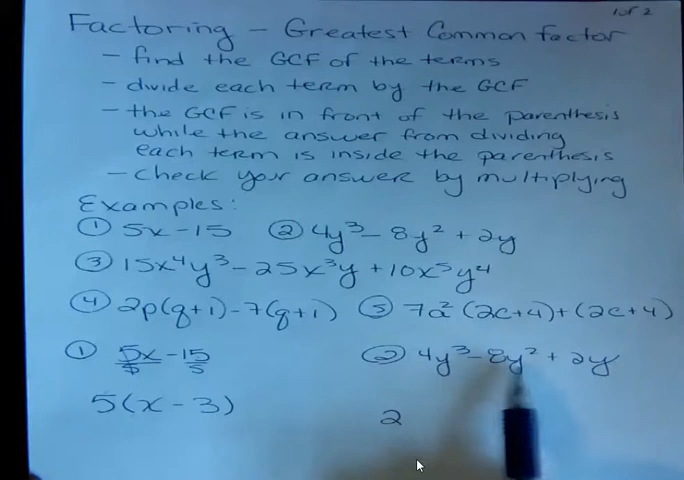 1 of 2
Factoring - Greatest Common factor
- find the GCF of the terms
- divide each term by the GCF
- the GCF is in front of the parenthesis
while the answer from dividing
each term is inside the parenthesis
- check your answer by multiplying
Examples:
① 5x - 15 ② 4y³ - 8y² + 2y
③ 15x⁴y³ - 25x³y + 10x⁵y⁴
④ 2p(q+1) - 7(q+1) ⑤ 7a²(2c+4) + (2c+4)
① 5x/5 - 15/5 ② 4y³ - 8y² + 2y
5(x - 3) 2